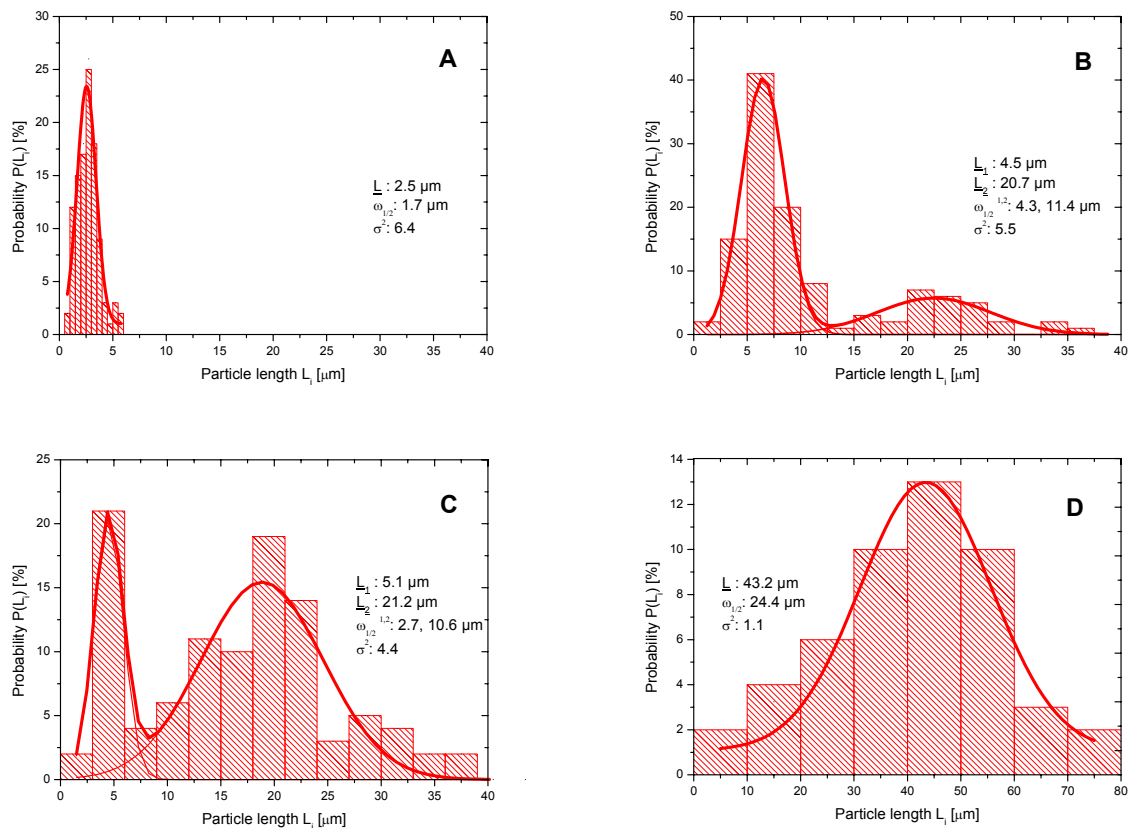 A
Probability P(Li) [%]
30
25
20
15
10
5
0
L : 2.5 μm
ω1/2: 1.7 μm
σ2: 6.4
0 5 10 15 20 25 30 35 40
Particle length Li [μm]
B
Probability P(Li) [%]
50
40
30
20
10
0
L1 : 4.5 μm
L2 : 20.7 μm
ω1/2 1,2: 4.3, 11.4 μm
σ2: 5.5
0 5 10 15 20 25 30 35 40
Particle length Li [μm]
C
Probability P(Li) [%]
25
20
15
10
5
0
L1 : 5.1 μm
L2 : 21.2 μm
ω1/2 1,2: 2.7, 10.6 μm
σ2: 4.4
0 5 10 15 20 25 30 35 40
Particle length Li [μm]
D
Probability P(Li) [%]
14
12
10
8
6
4
2
0
L : 43.2 μm
ω1/2: 24.4 μm
σ2: 1.1
0 10 20 30 40 50 60 70 80
Particle length Li [μm]